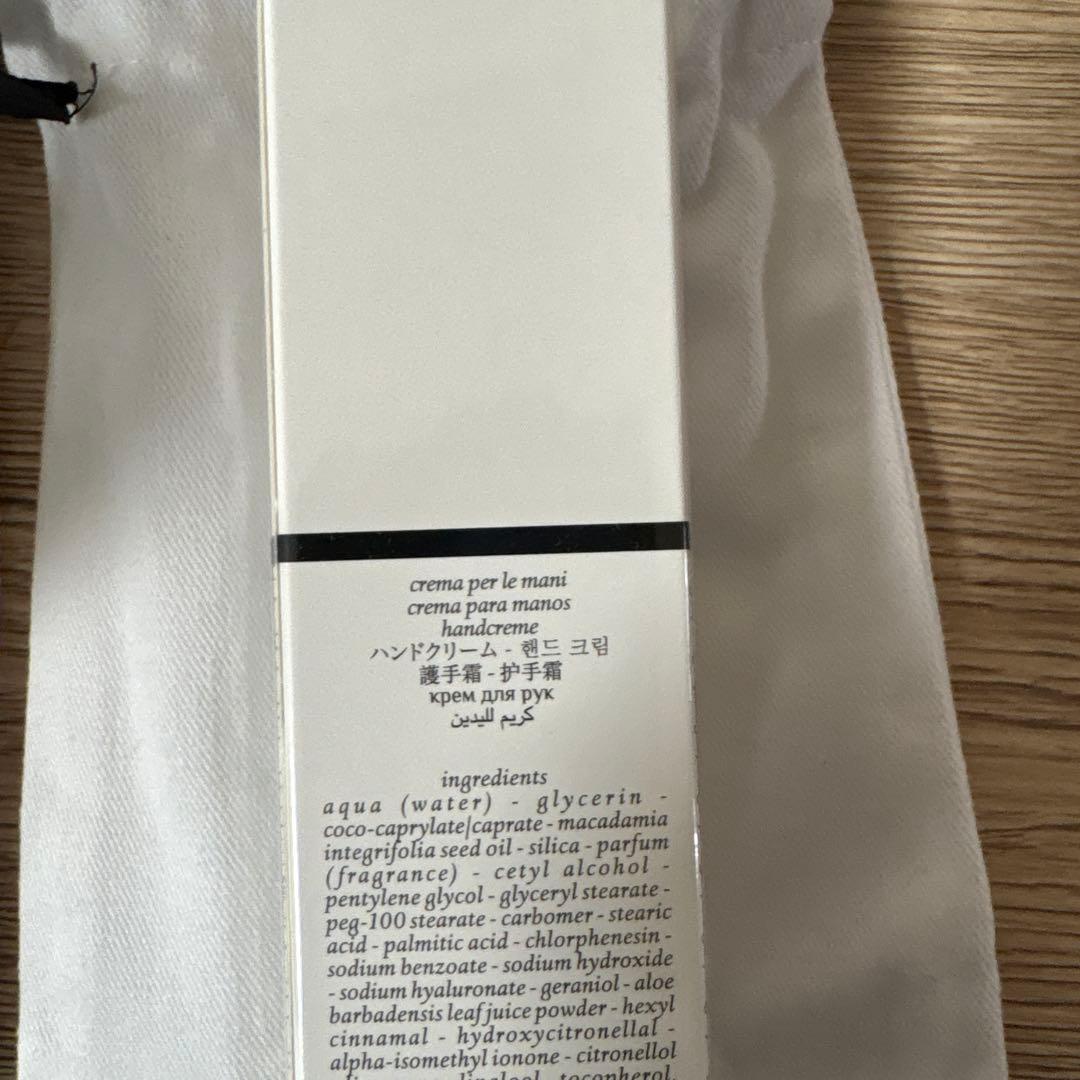 crema per le mani
crema para manos
handcreme
ハンドクリーム - 핸드 크림
護手霜 - 护手霜
крем для рук
كريم لليدين
ingredients
aqua (water) - glycerin -
coco-caprylate|caprate - macadamia
integrifolia seed oil - silica - parfum
(fragrance) - cetyl alcohol -
pentylene glycol - glyceryl stearate -
peg-100 stearate - carbomer - stearic
acid - palmitic acid - chlorphenesin -
sodium benzoate - sodium hydroxide
- sodium hyaluronate - geraniol - aloe
barbadensis leaf juice powder - hexyl
cinnamal - hydroxycitronellal -
alpha-isomethyl ionone - citronellol
linalool - tocopherol